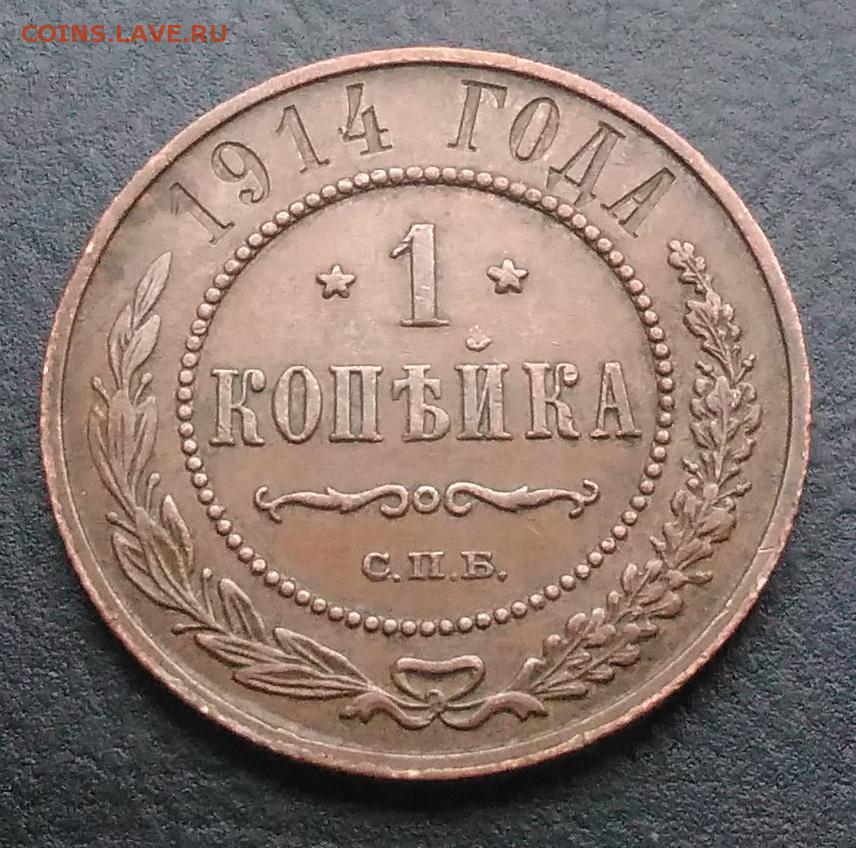 COINS.LAVE.RU
1914 ГОДА
1
КОПѢЙКА
С.П.Б.